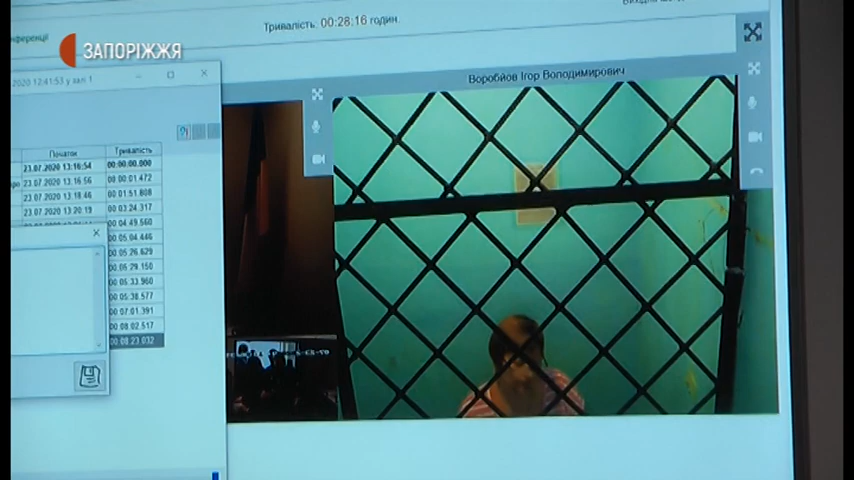 Тривалість: 00:28:16 годин.
ЗАПОРІЖЖЯ
2020 12:41:53 у залі 1
Воробйов Ігор Володимирович
Початок Тривалість
23.07.2020 13:16:54 00:00:00.000
23.07.2020 13:16:56 00:00:01.472
23.07.2020 13:18:46 00:01:51.808
23.07.2020 13:20:19 00:03:24.317
00:04:49.560
00:05:04.446
00:05:26.629
00:05:29.150
00:05:33.960
00:05:38.577
00:07:01.391
00:08:02.517
00:08:23.032